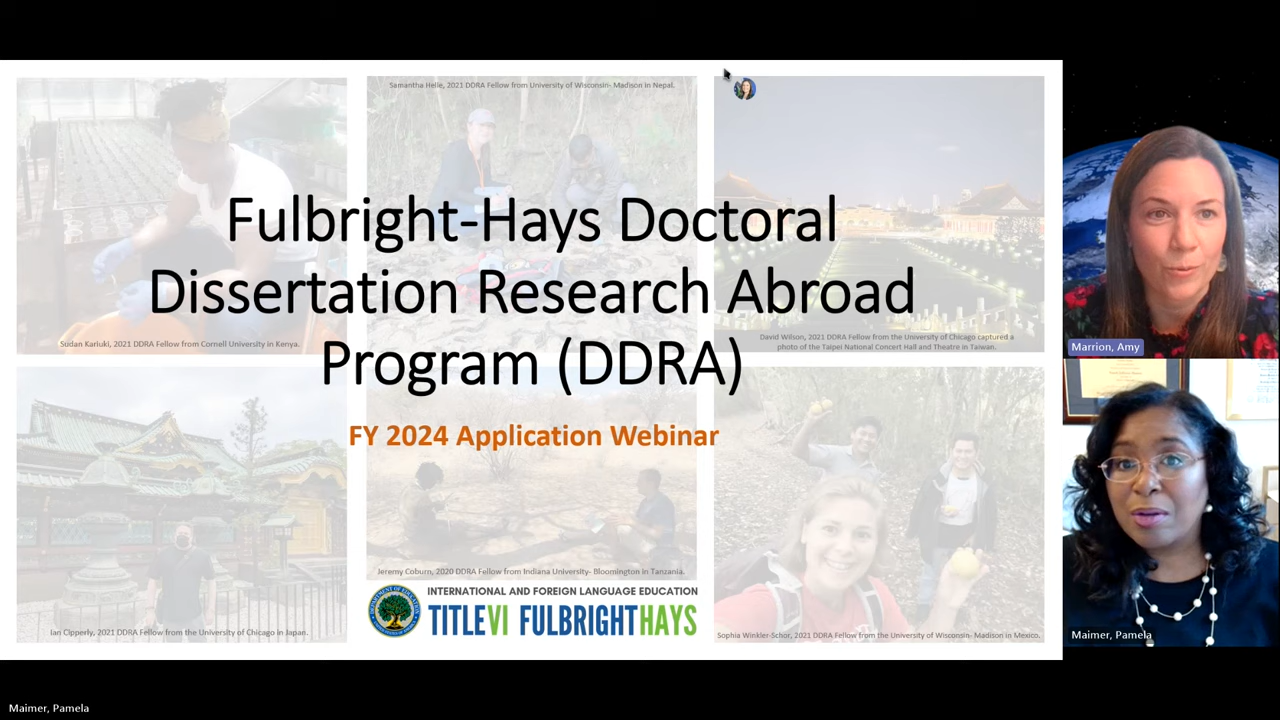 Samantha Helle, 2021 DDRA Fellow from University of Wisconsin- Madison in Nepal.
Fulbright-Hays Doctoral
Dissertation Research Abroad
Program (DDRA)
Sudan Kariuki, 2021 DDRA Fellow from Cornell University in Kenya.
David Wilson, 2021 DDRA Fellow from the University of Chicago captured a
photo of the Taipei National Concert Hall and Theatre in Taiwan.
FY 2024 Application Webinar
Jeremy Coburn, 2020 DDRA Fellow from Indiana University- Bloomington in Tanzania.
INTERNATIONAL AND FOREIGN LANGUAGE EDUCATION
TITLEVI FULBRIGHTHAYS
Ian Cipperly, 2021 DDRA Fellow from the University of Chicago in Japan.
Sophia Winkler-Schor, 2021 DDRA Fellow from the University of Wisconsin- Madison in Mexico.
Marrion, Amy
Maimer, Pamela
Maimer, Pamela